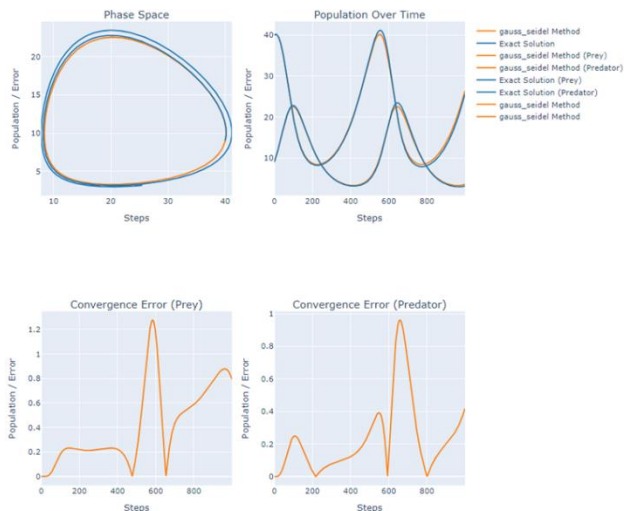 Phase Space
Population Over Time
gauss_seidel Method
Exact Solution
gauss_seidel Method (Prey)
gauss_seidel Method (Predator)
Exact Solution (Prey)
Exact Solution (Predator)
gauss_seidel Method
gauss_seidel Method
Population / Error
20
15
10
5
10
20
30
40
Steps
Population / Error
40
30
20
10
0
200
400
600
800
Steps
Convergence Error (Prey)
Convergence Error (Predator)
Population / Error
1.2
1
0.8
0.6
0.4
0.2
0
0
200
400
600
800
Steps
Population / Error
1
0.8
0.6
0.4
0.2
0
0
200
400
600
800
Steps